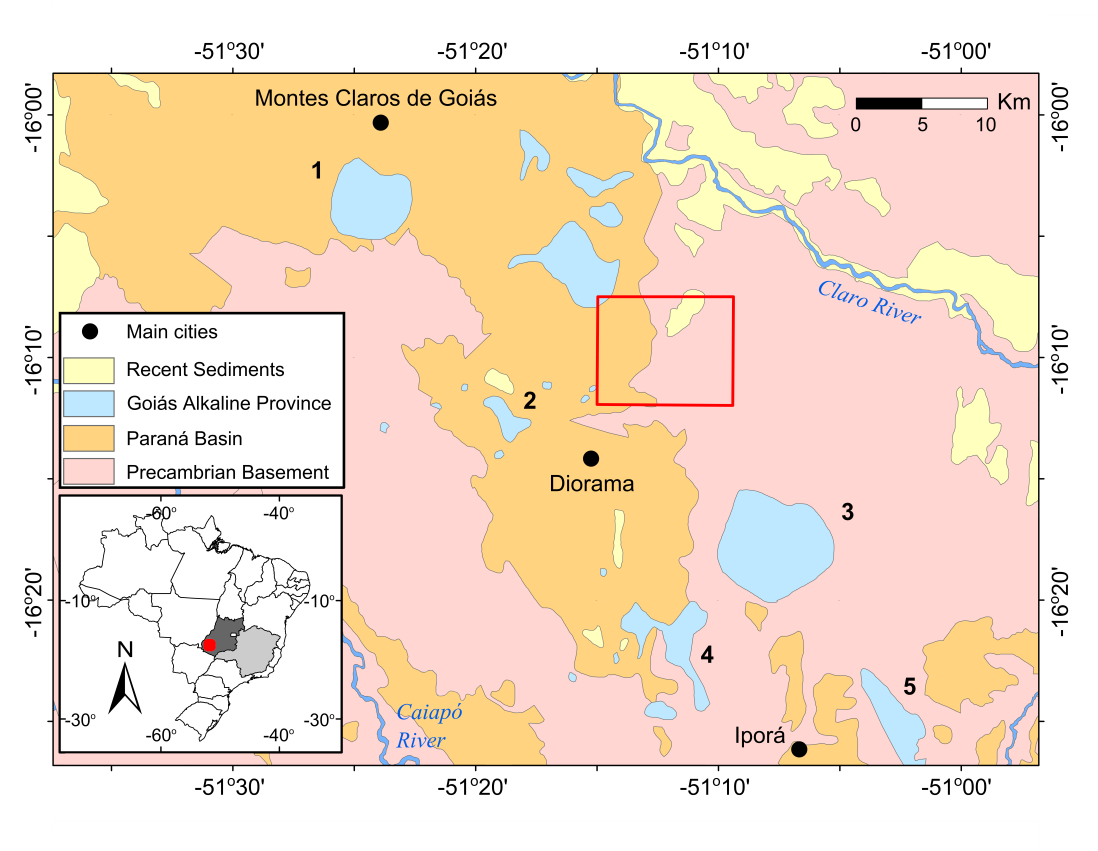 -51°30' -51°20' -51°10' -51°00'
-16°00' -16°10' -16°20'
Montes Claros de Goiás
Km
0 5 10
-16°00' -16°10' -16°20'
1
Claro River
Main cities
Recent Sediments
Goiás Alkaline Province
Paraná Basin
Precambrian Basement
2
Diorama
3
-60° -40°
-10° -10°
N
-30° -30°
-60° -40°
4
5
Caiapó
River
Iporá
-51°30' -51°20' -51°10' -51°00'